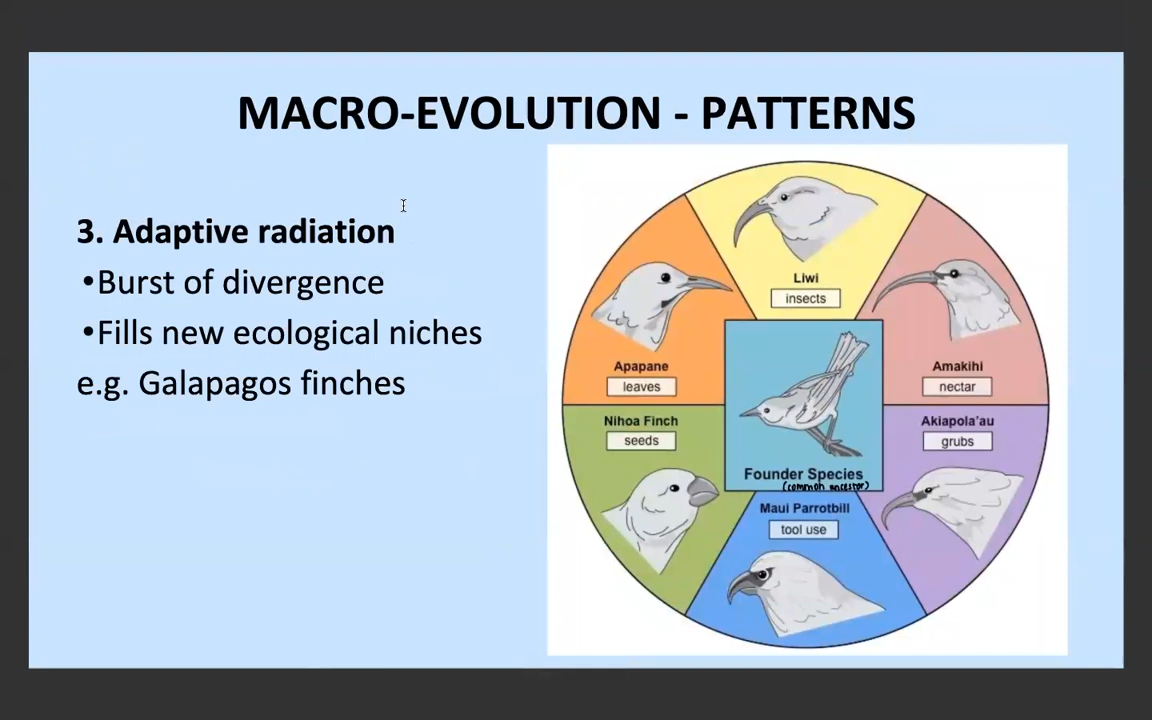 MACRO-EVOLUTION - PATTERNS
3. Adaptive radiation
•Burst of divergence
•Fills new ecological niches
e.g. Galapagos finches
Liwi
insects
Apapane
leaves
Amakihi
nectar
Nihoa Finch
seeds
Akiapola'au
grubs
Founder Species
(common ancestor)
Maui Parrotbill
tool use